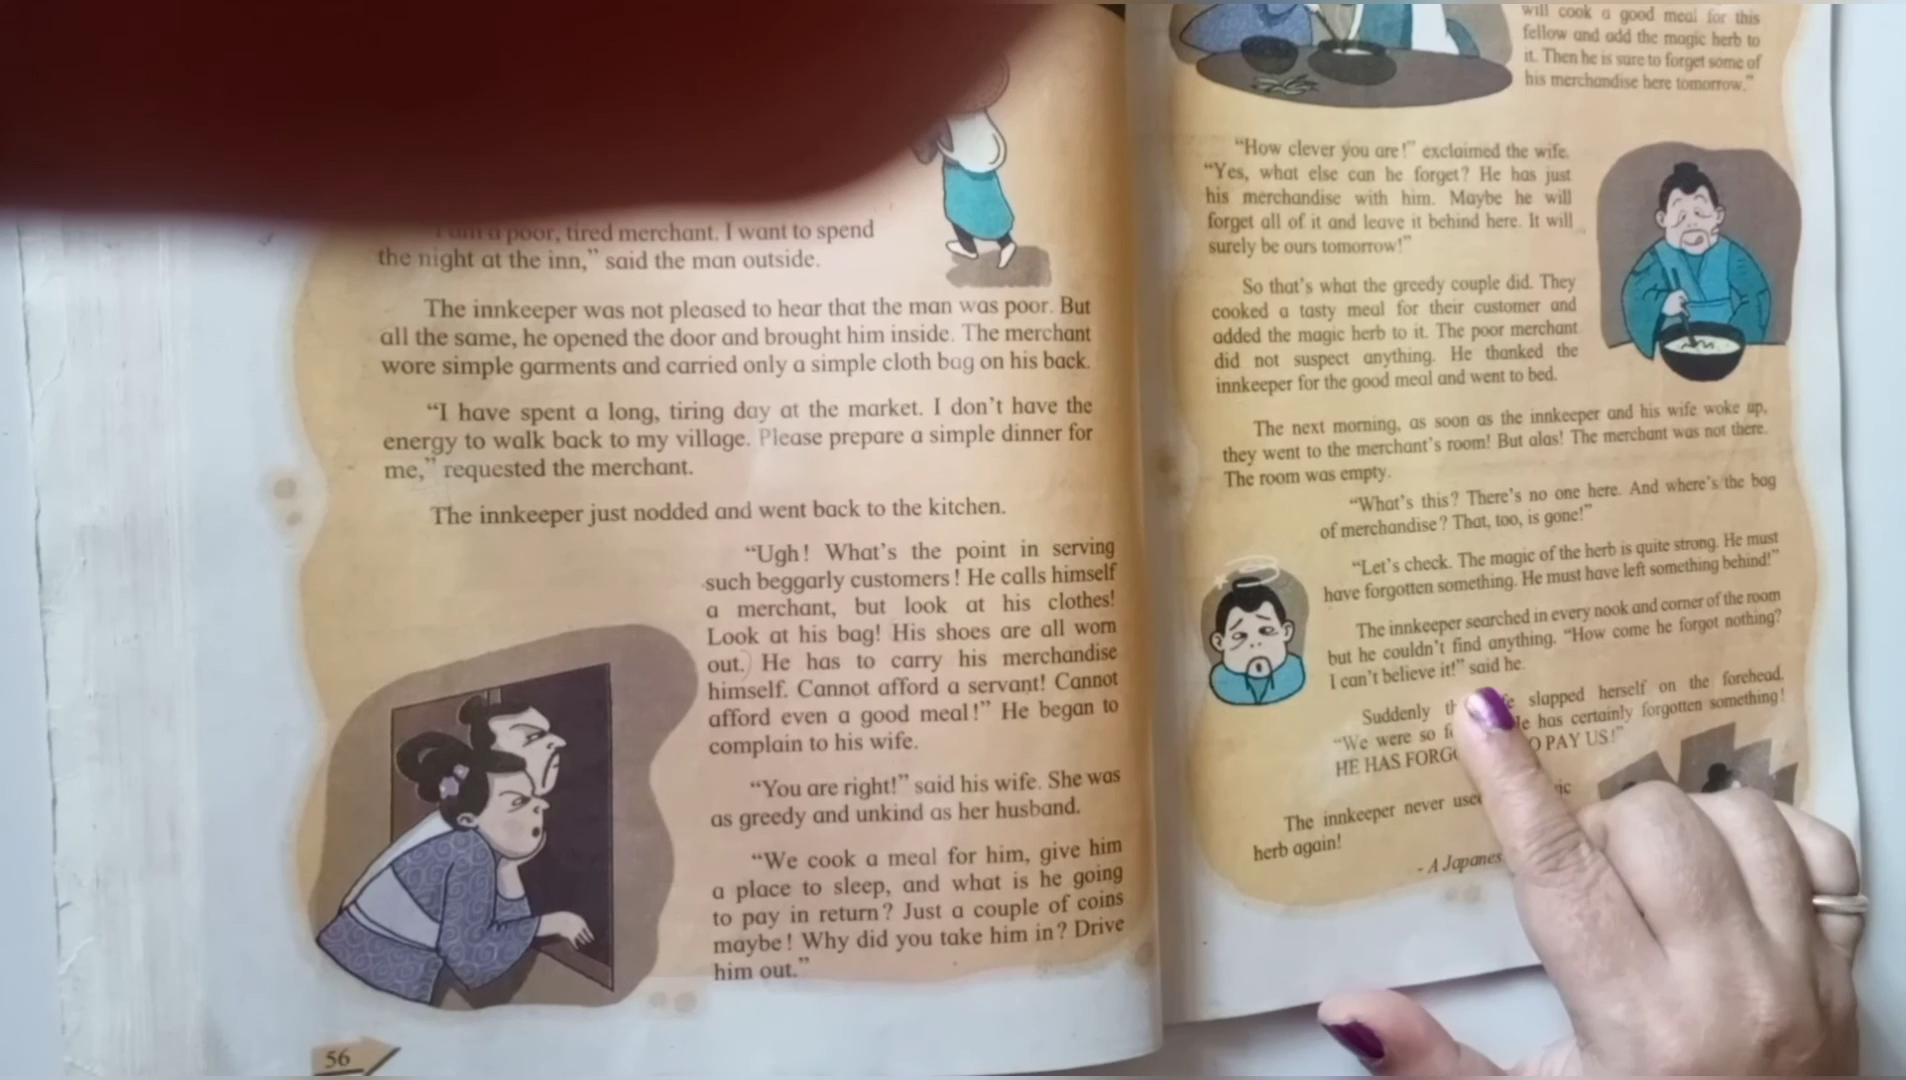 a poor, tired merchant. I want to spend
the night at the inn,” said the man outside.
The innkeeper was not pleased to hear that the man was poor. But
all the same, he opened the door and brought him inside. The merchant
wore simple garments and carried only a simple cloth bag on his back.
“I have spent a long, tiring day at the market. I don’t have the
energy to walk back to my village. Please prepare a simple dinner for
me,” requested the merchant.
The innkeeper just nodded and went back to the kitchen.
“Ugh! What’s the point in serving
such beggarly customers! He calls himself
a merchant, but look at his clothes!
Look at his bag! His shoes are all worn
out. He has to carry his merchandise
himself. Cannot afford a servant! Cannot
afford even a good meal!” He began to
complain to his wife.
“You are right!” said his wife. She was
as greedy and unkind as her husband.
“We cook a meal for him, give him
a place to sleep, and what is he going
to pay in return? Just a couple of coins
maybe! Why did you take him in? Drive
him out.”
56
will cook a good meal for this
fellow and add the magic herb to
it. Then he is sure to forget some of
his merchandise here tomorrow.”
“How clever you are!” exclaimed the wife.
“Yes, what else can he forget? He has just
his merchandise with him. Maybe he will
forget all of it and leave it behind here. It will
surely be ours tomorrow!”
So that’s what the greedy couple did. They
cooked a tasty meal for their customer and
added the magic herb to it. The poor merchant
did not suspect anything. He thanked the
innkeeper for the good meal and went to bed.
The next morning, as soon as the innkeeper and his wife woke up,
they went to the merchant’s room! But alas! The merchant was not there.
The room was empty.
“What’s this? There’s no one here. And where’s the bag
of merchandise? That, too, is gone!”
“Let’s check. The magic of the herb is quite strong. He must
have forgotten something. He must have left something behind!”
The innkeeper searched in every nook and corner of the room
but he couldn’t find anything. “How come he forgot nothing?
I can’t believe it!” said he.
Suddenly slapped herself on the forehead.
“We were so has certainly forgotten something!
HE HAS PAY US!”
The innkeeper never
herb again!
- A